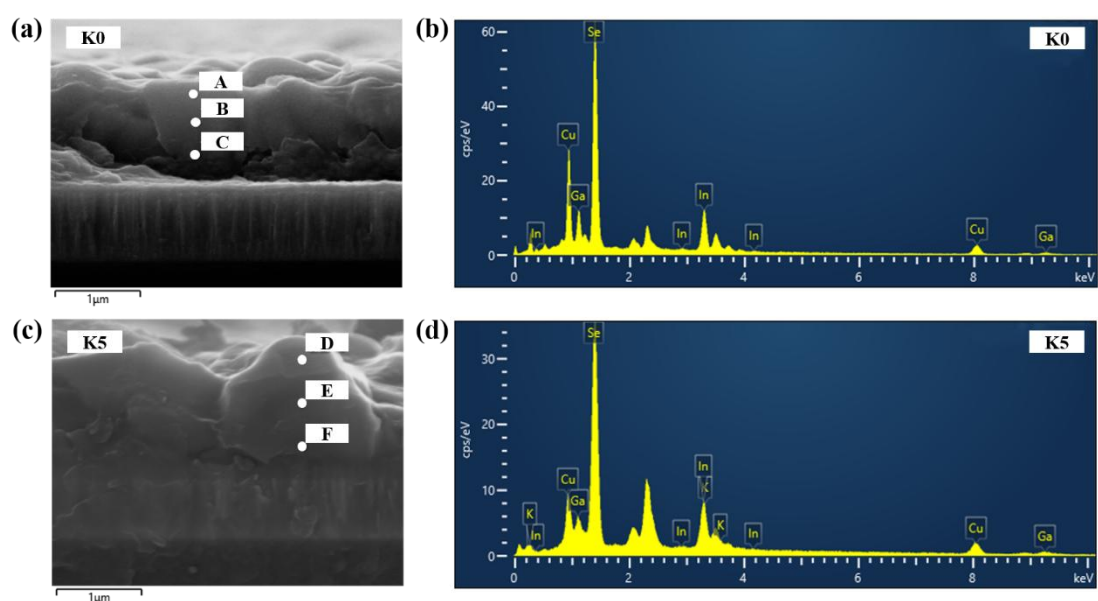 (a)
K0
A
B
C
1μm
(b)
K0
60
40
20
0
cps/eV
Se
Cu
Ga
In
In
In
In
Cu
Ga
0
2
4
6
8
keV
(c)
K5
D
E
F
1μm
(d)
K5
30
20
10
0
cps/eV
Se
Cu
Ga
K
In
In
In
K
K
In
Cu
Ga
0
2
4
6
8
keV